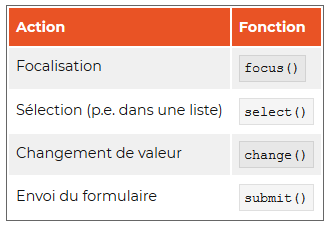 Action Fonction
Focalisation focus()
Sélection (p.e. dans une liste) select()
Changement de valeur change()
Envoi du formulaire submit()